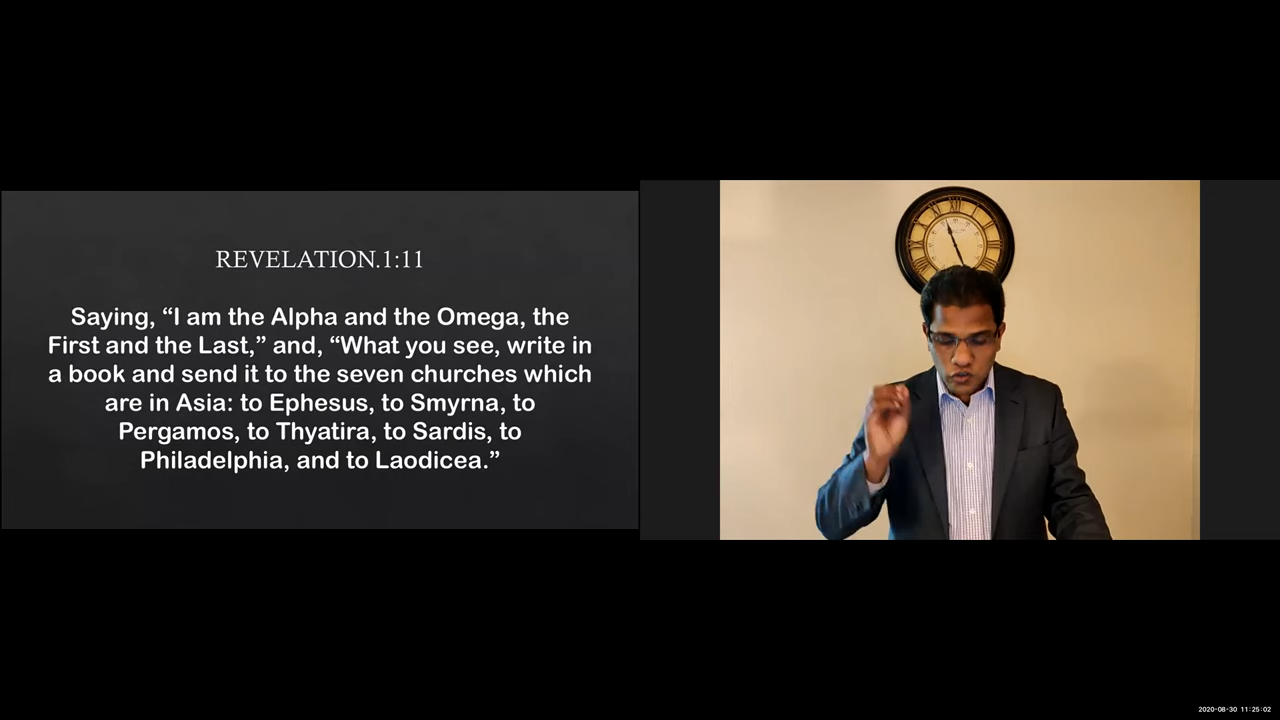 REVELATION.1:11
Saying, “I am the Alpha and the Omega, the
First and the Last,” and, “What you see, write in
a book and send it to the seven churches which
are in Asia: to Ephesus, to Smyrna, to
Pergamos, to Thyatira, to Sardis, to
Philadelphia, and to Laodicea.”
2020-08-30 11:25:02